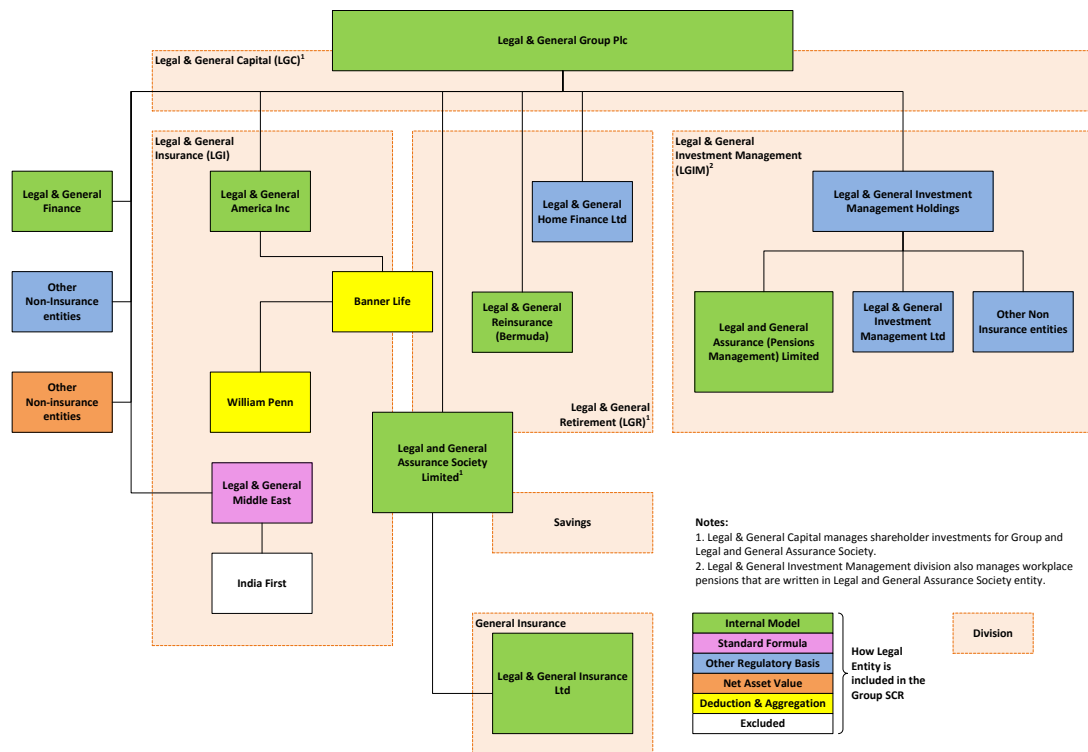 Legal & General Group Plc
Legal & General Capital (LGC)1
Legal & General
Insurance (LGI)
Legal & General
Investment Management
(LGIM)2
Legal & General
Finance
Legal & General
America Inc
Legal & General
Home Finance Ltd
Legal & General Investment
Management Holdings
Other
Non-Insurance
entities
Banner Life
Legal & General
Reinsurance
(Bermuda)
Legal and General
Assurance (Pensions
Management) Limited
Legal & General
Investment
Management Ltd
Other Non
Insurance entities
Other
Non-insurance
entities
William Penn
Legal & General
Retirement (LGR)1
Legal and General
Assurance Society
Limited1
Legal & General
Middle East
Savings
India First
Notes:
1. Legal & General Capital manages shareholder investments for Group and
Legal and General Assurance Society.
2. Legal & General Investment Management division also manages workplace
pensions that are written in Legal and General Assurance Society entity.
General Insurance
Legal & General Insurance
Ltd
Internal Model
Standard Formula
Other Regulatory Basis
Net Asset Value
Deduction & Aggregation
Excluded
How Legal
Entity is
included in the
Group SCR
Division